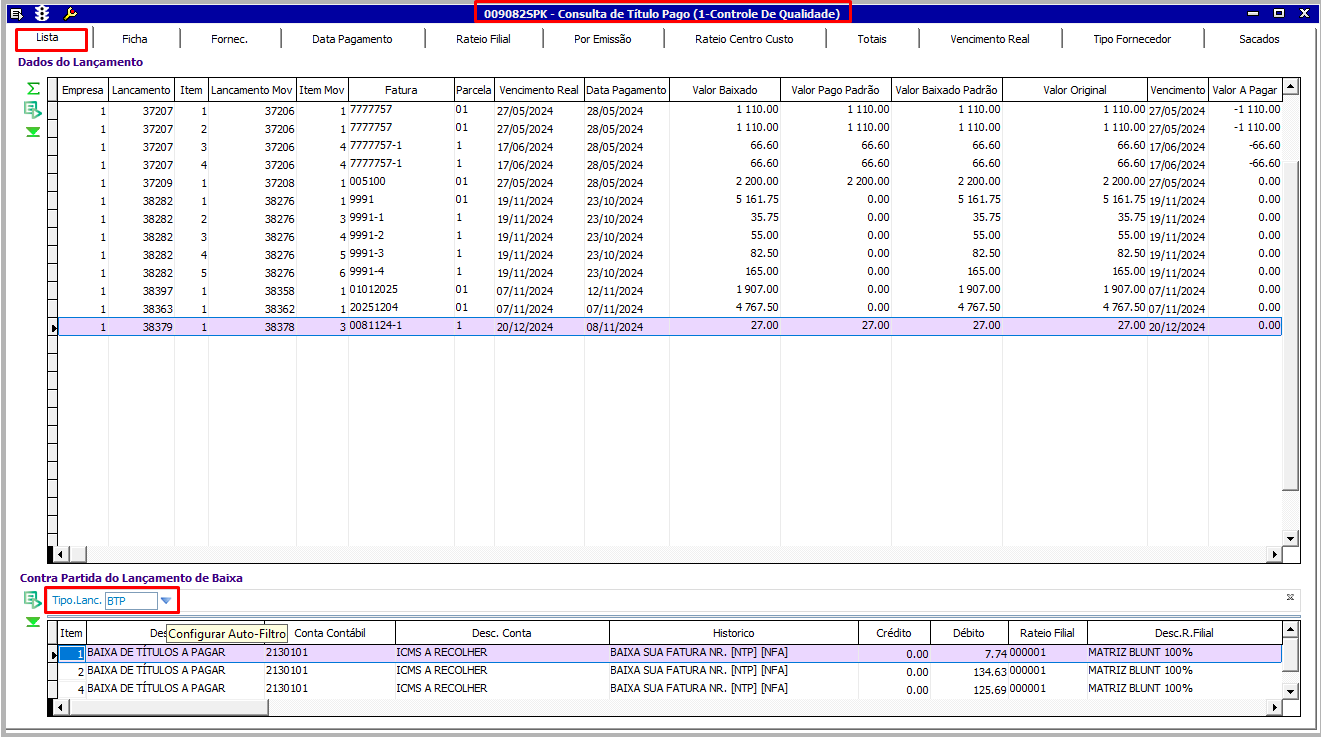 009082SPK - Consulta de Título Pago (1-Controle De Qualidade)
Lista Ficha Fornec. Data Pagamento Rateio Filial Por Emissão Rateio Centro Custo Totais Vencimento Real Tipo Fornecedor Sacados
Dados do Lançamento
Empresa Lancamento Item Lancamento Mov Item Mov Fatura Parcela Vencimento Real Data Pagamento Valor Baixado Valor Pago Padrão Valor Baixado Padrão Valor Original Vencimento Valor A Pagar
1 37207 1 37206 1 7777757 01 27/05/2024 28/05/2024 1 110.00 1 110.00 1 110.00 1 110.00 27/05/2024 -1 110.00
1 37207 2 37206 1 7777757 01 27/05/2024 28/05/2024 1 110.00 1 110.00 1 110.00 1 110.00 27/05/2024 -1 110.00
1 37207 3 37206 4 7777757-1 1 17/06/2024 28/05/2024 66.60 66.60 66.60 66.60 17/06/2024 -66.60
1 37207 4 37206 4 7777757-1 1 17/06/2024 28/05/2024 66.60 66.60 66.60 66.60 17/06/2024 -66.60
1 37209 1 37208 1 005100 01 27/05/2024 28/05/2024 2 200.00 2 200.00 2 200.00 2 200.00 27/05/2024 0.00
1 38282 1 38276 1 9991 01 19/11/2024 23/10/2024 5 161.75 0.00 5 161.75 5 161.75 19/11/2024 0.00
1 38282 2 38276 3 9991-1 1 19/11/2024 23/10/2024 35.75 0.00 35.75 35.75 19/11/2024 0.00
1 38282 3 38276 4 9991-2 1 19/11/2024 23/10/2024 55.00 0.00 55.00 55.00 19/11/2024 0.00
1 38282 4 38276 5 9991-3 1 19/11/2024 23/10/2024 82.50 0.00 82.50 82.50 19/11/2024 0.00
1 38282 5 38276 6 9991-4 1 19/11/2024 23/10/2024 165.00 0.00 165.00 165.00 19/11/2024 0.00
1 38397 1 38358 1 01012025 01 07/11/2024 12/11/2024 1 907.00 0.00 1 907.00 1 907.00 07/11/2024 0.00
1 38363 1 38362 1 20251204 01 07/11/2024 07/11/2024 4 767.50 0.00 4 767.50 4 767.50 07/11/2024 0.00
1 38379 1 38378 3 0081124-1 1 20/12/2024 08/11/2024 27.00 27.00 27.00 27.00 20/12/2024 0.00
Contra Partida do Lançamento de Baixa
Tipo.Lanc. BTP
Item Des Configurar Auto-Filtro Conta Contábil Desc. Conta Historico Crédito Débito Rateio Filial Desc.R.Filial
1 BAIXA DE TÍTULOS A PAGAR 2130101 ICMS A RECOLHER BAIXA SUA FATURA NR. [NTP] [NFA] 0.00 7.74 000001 MATRIZ BLUNT 100%
2 BAIXA DE TÍTULOS A PAGAR 2130101 ICMS A RECOLHER BAIXA SUA FATURA NR. [NTP] [NFA] 0.00 134.63 000001 MATRIZ BLUNT 100%
4 BAIXA DE TÍTULOS A PAGAR 2130101 ICMS A RECOLHER BAIXA SUA FATURA NR. [NTP] [NFA] 0.00 125.69 000001 MATRIZ BLUNT 100%